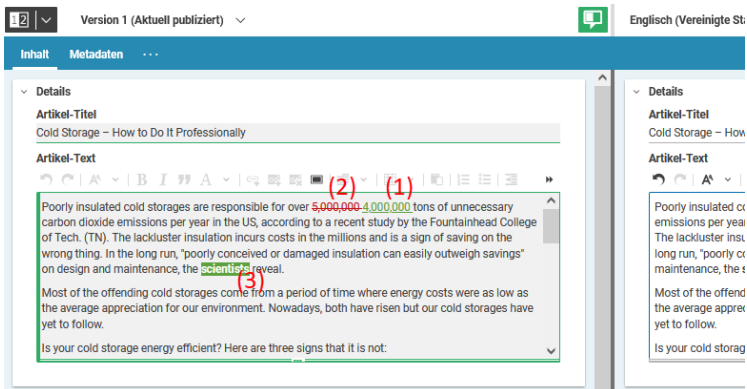 12
Version 1 (Aktuell publiziert)
Englisch (Vereinigte Sta
Inhalt Metadaten ...
Details
Artikel-Titel
Cold Storage – How to Do It Professionally
Artikel-Text
B I A
(2) (1)
Poorly insulated cold storages are responsible for over 5,000,000 4,000,000 tons of unnecessary
carbon dioxide emissions per year in the US, according to a recent study by the Fountainhead College
of Tech. (TN). The lackluster insulation incurs costs in the millions and is a sign of saving on the
wrong thing. In the long run, "poorly conceived or damaged insulation can easily outweigh savings"
on design and maintenance, the scientists reveal.
(3)
Most of the offending cold storages come from a period of time where energy costs were as low as
the average appreciation for our environment. Nowadays, both have risen but our cold storages have
yet to follow.
Is your cold storage energy efficient? Here are three signs that it is not:
Details
Artikel-Titel
Cold Storage – How
Artikel-Text
Poorly insulated co
emissions per year
The lackluster insu
long run, "poorly co
maintenance, the s
Most of the offend
the average apprec
yet to follow.
Is your cold storag